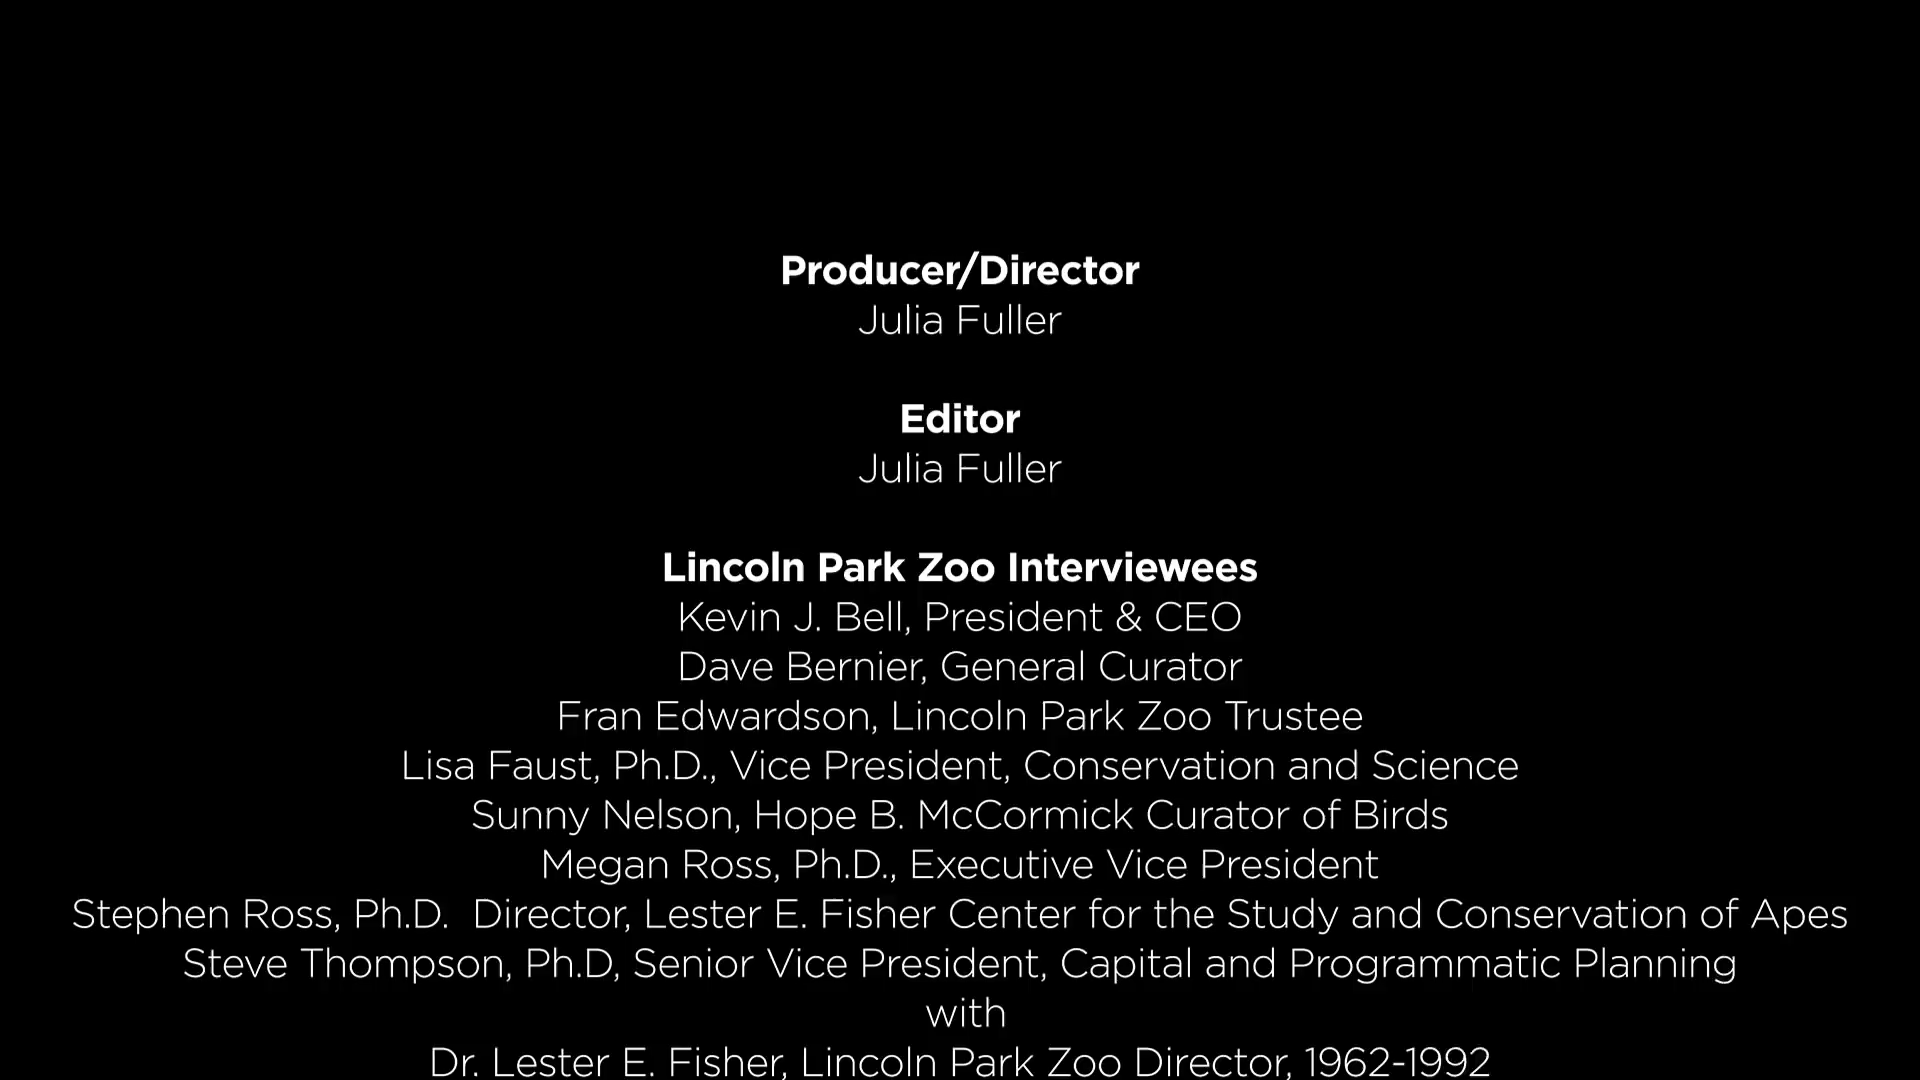 Producer/Director
Julia Fuller
Editor
Julia Fuller
Lincoln Park Zoo Interviewees
Kevin J. Bell, President & CEO
Dave Bernier, General Curator
Fran Edwardson, Lincoln Park Zoo Trustee
Lisa Faust, Ph.D., Vice President, Conservation and Science
Sunny Nelson, Hope B. McCormick Curator of Birds
Megan Ross, Ph.D., Executive Vice President
Stephen Ross, Ph.D.  Director, Lester E. Fisher Center for the Study and Conservation of Apes
Steve Thompson, Ph.D, Senior Vice President, Capital and Programmatic Planning
with
Dr. Lester E. Fisher, Lincoln Park Zoo Director, 1962-1992